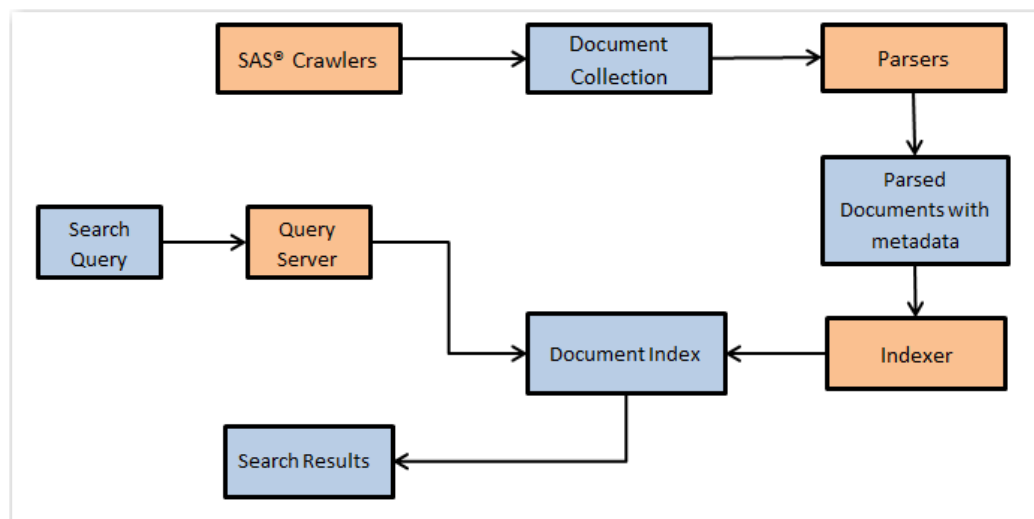 SAS® Crawlers
Document
Collection
Parsers
Parsed
Documents with
metadata
Search
Query
Query
Server
Document Index
Indexer
Search Results